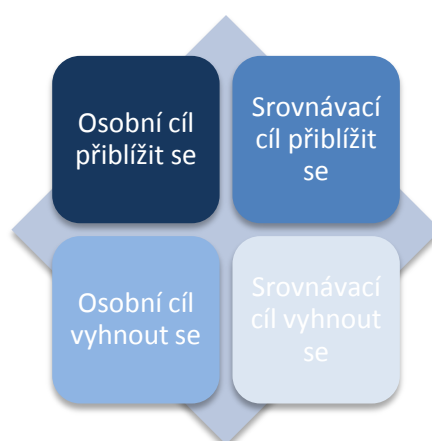 Osobní cíl
přiblížit se
Srovnávací
cíl přiblížit
se
Osobní cíl
vyhnout se
Srovnávací
cíl vyhnout
se